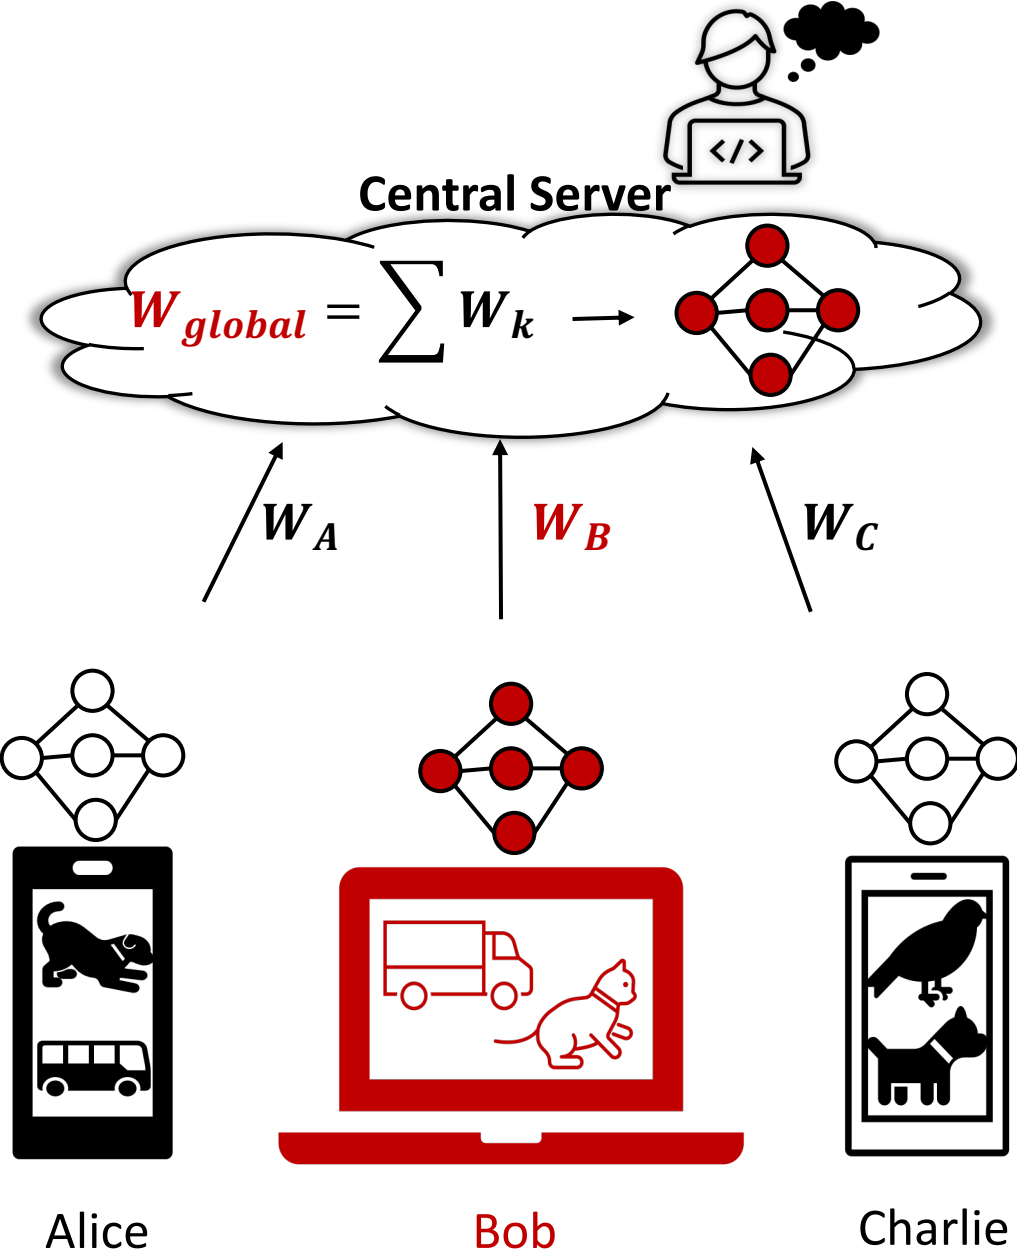 </>
Central Server
W_global = ∑ W_k
W_A
W_B
W_C
Alice
Bob
Charlie